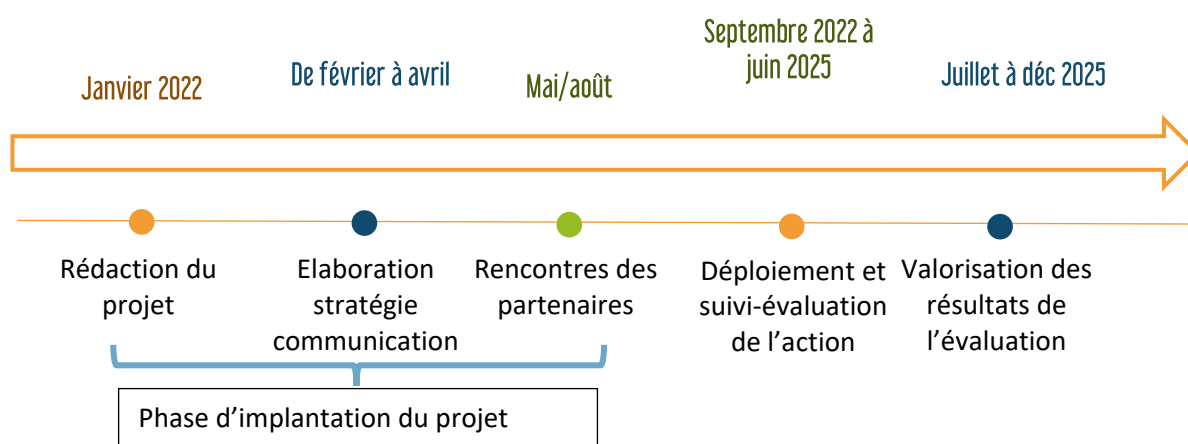 Janvier 2022
De février à avril
Mai/août
Septembre 2022 à
juin 2025
Juillet à déc 2025
Rédaction du
projet
Elaboration
stratégie
communication
Rencontres des
partenaires
Déploiement et
suivi-évaluation
de l’action
Valorisation des
résultats de
l’évaluation
Phase d’implantation du projet